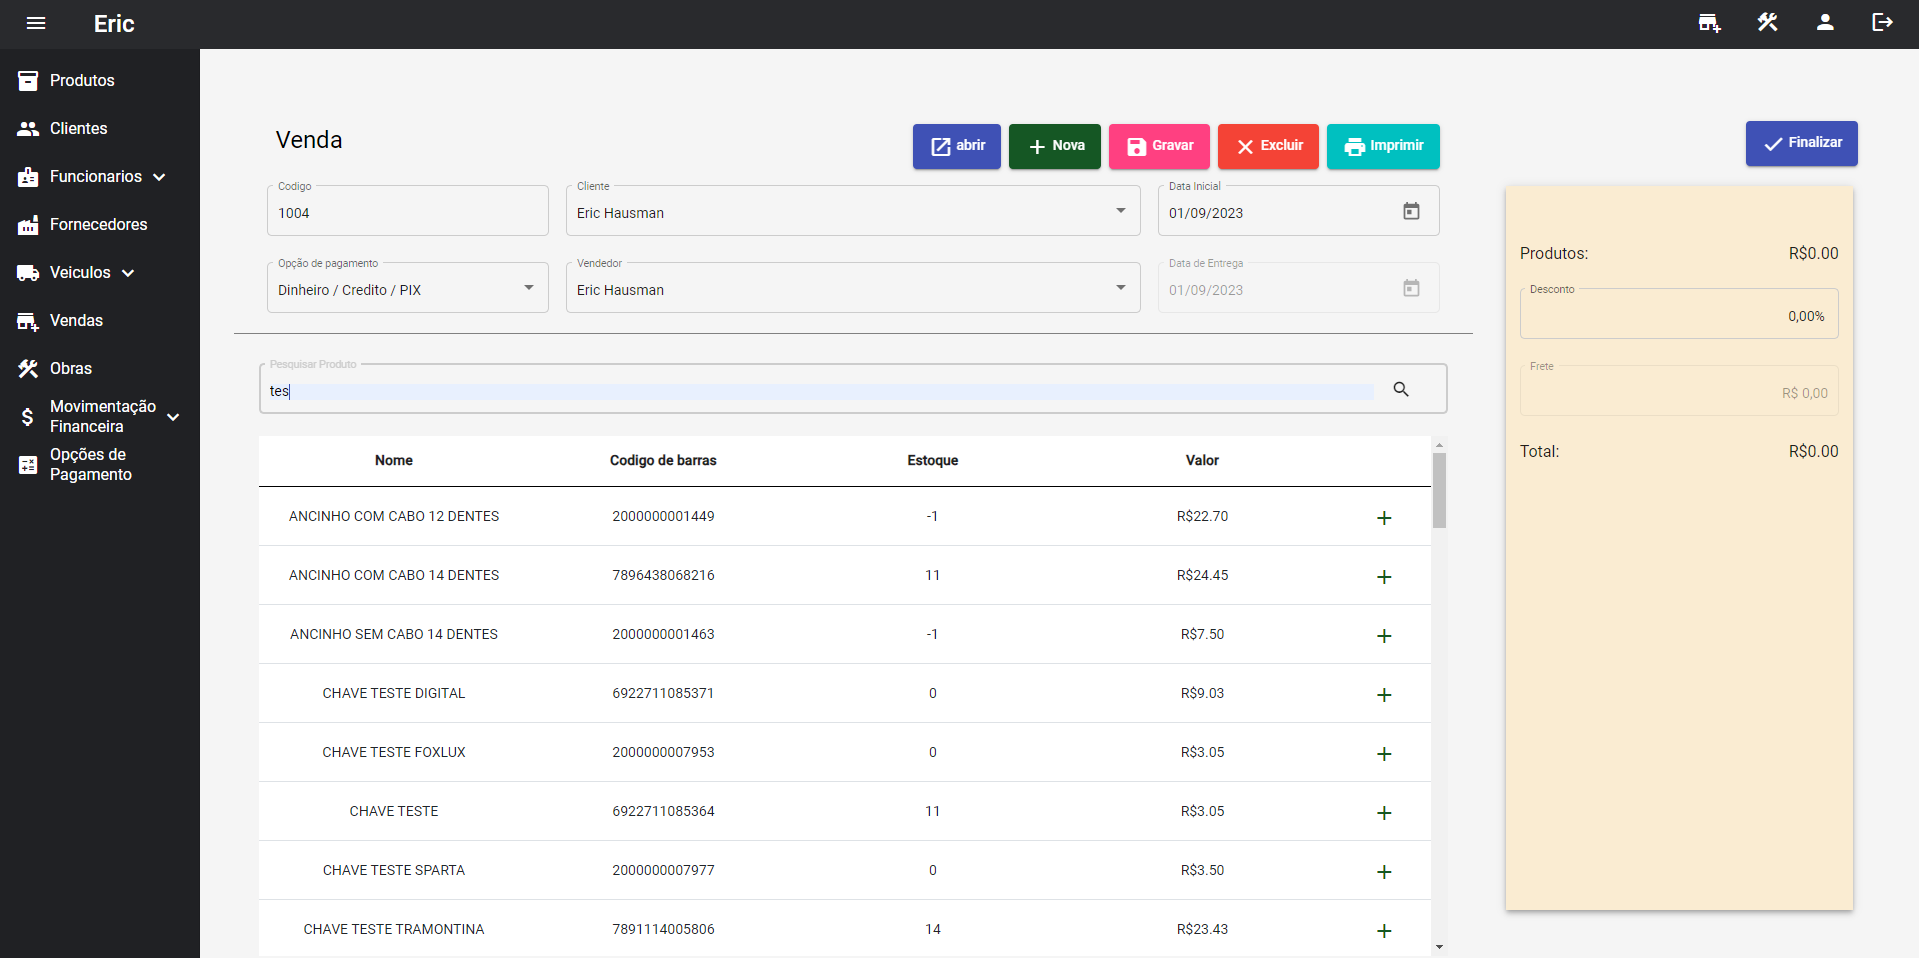 Eric
Produtos
Clientes
Funcionarios
Fornecedores
Veiculos
Vendas
Obras
Movimentação
Financeira
Opções de
Pagamento
Venda
abrir
Nova
Gravar
Excluir
Imprimir
Finalizar
Codigo
1004
Cliente
Eric Hausman
Data Inicial
01/09/2023
Opção de pagamento
Dinheiro / Credito / PIX
Vendedor
Eric Hausman
Data de Entrega
01/09/2023
Pesquisar Produto
tes
Nome Codigo de barras Estoque Valor
ANCINHO COM CABO 12 DENTES 2000000001449 -1 R$22.70
ANCINHO COM CABO 14 DENTES 7896438068216 11 R$24.45
ANCINHO SEM CABO 14 DENTES 2000000001463 -1 R$7.50
CHAVE TESTE DIGITAL 6922711085371 0 R$9.03
CHAVE TESTE FOXLUX 2000000007953 0 R$3.05
CHAVE TESTE 6922711085364 11 R$3.05
CHAVE TESTE SPARTA 2000000007977 0 R$3.50
CHAVE TESTE TRAMONTINA 7891114005806 14 R$23.43
Produtos: R$0.00
Desconto
0,00%
Frete
R$ 0,00
Total: R$0.00